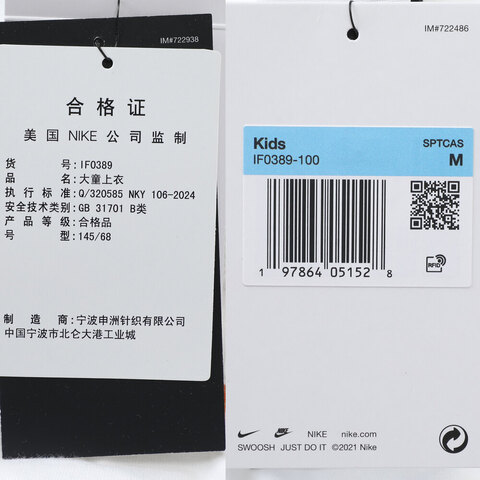 IM#722938
合格证
美国 NIKE 公司监制
货号:IF0389
品名:大童上衣
执行标准:Q/320585 NKY 106-2024
安全技术类别:GB 31701 B类
产品等级:合格品
号型:145/68
制造商:宁波申洲针织有限公司
中国宁波市北仑大港工业城
IM#722486
Kids SPTCAS
IF0389-100 M
1 97864 05152 8
RFID
NIKE nike.com
SWOOSH JUST DO IT ©2021 Nike